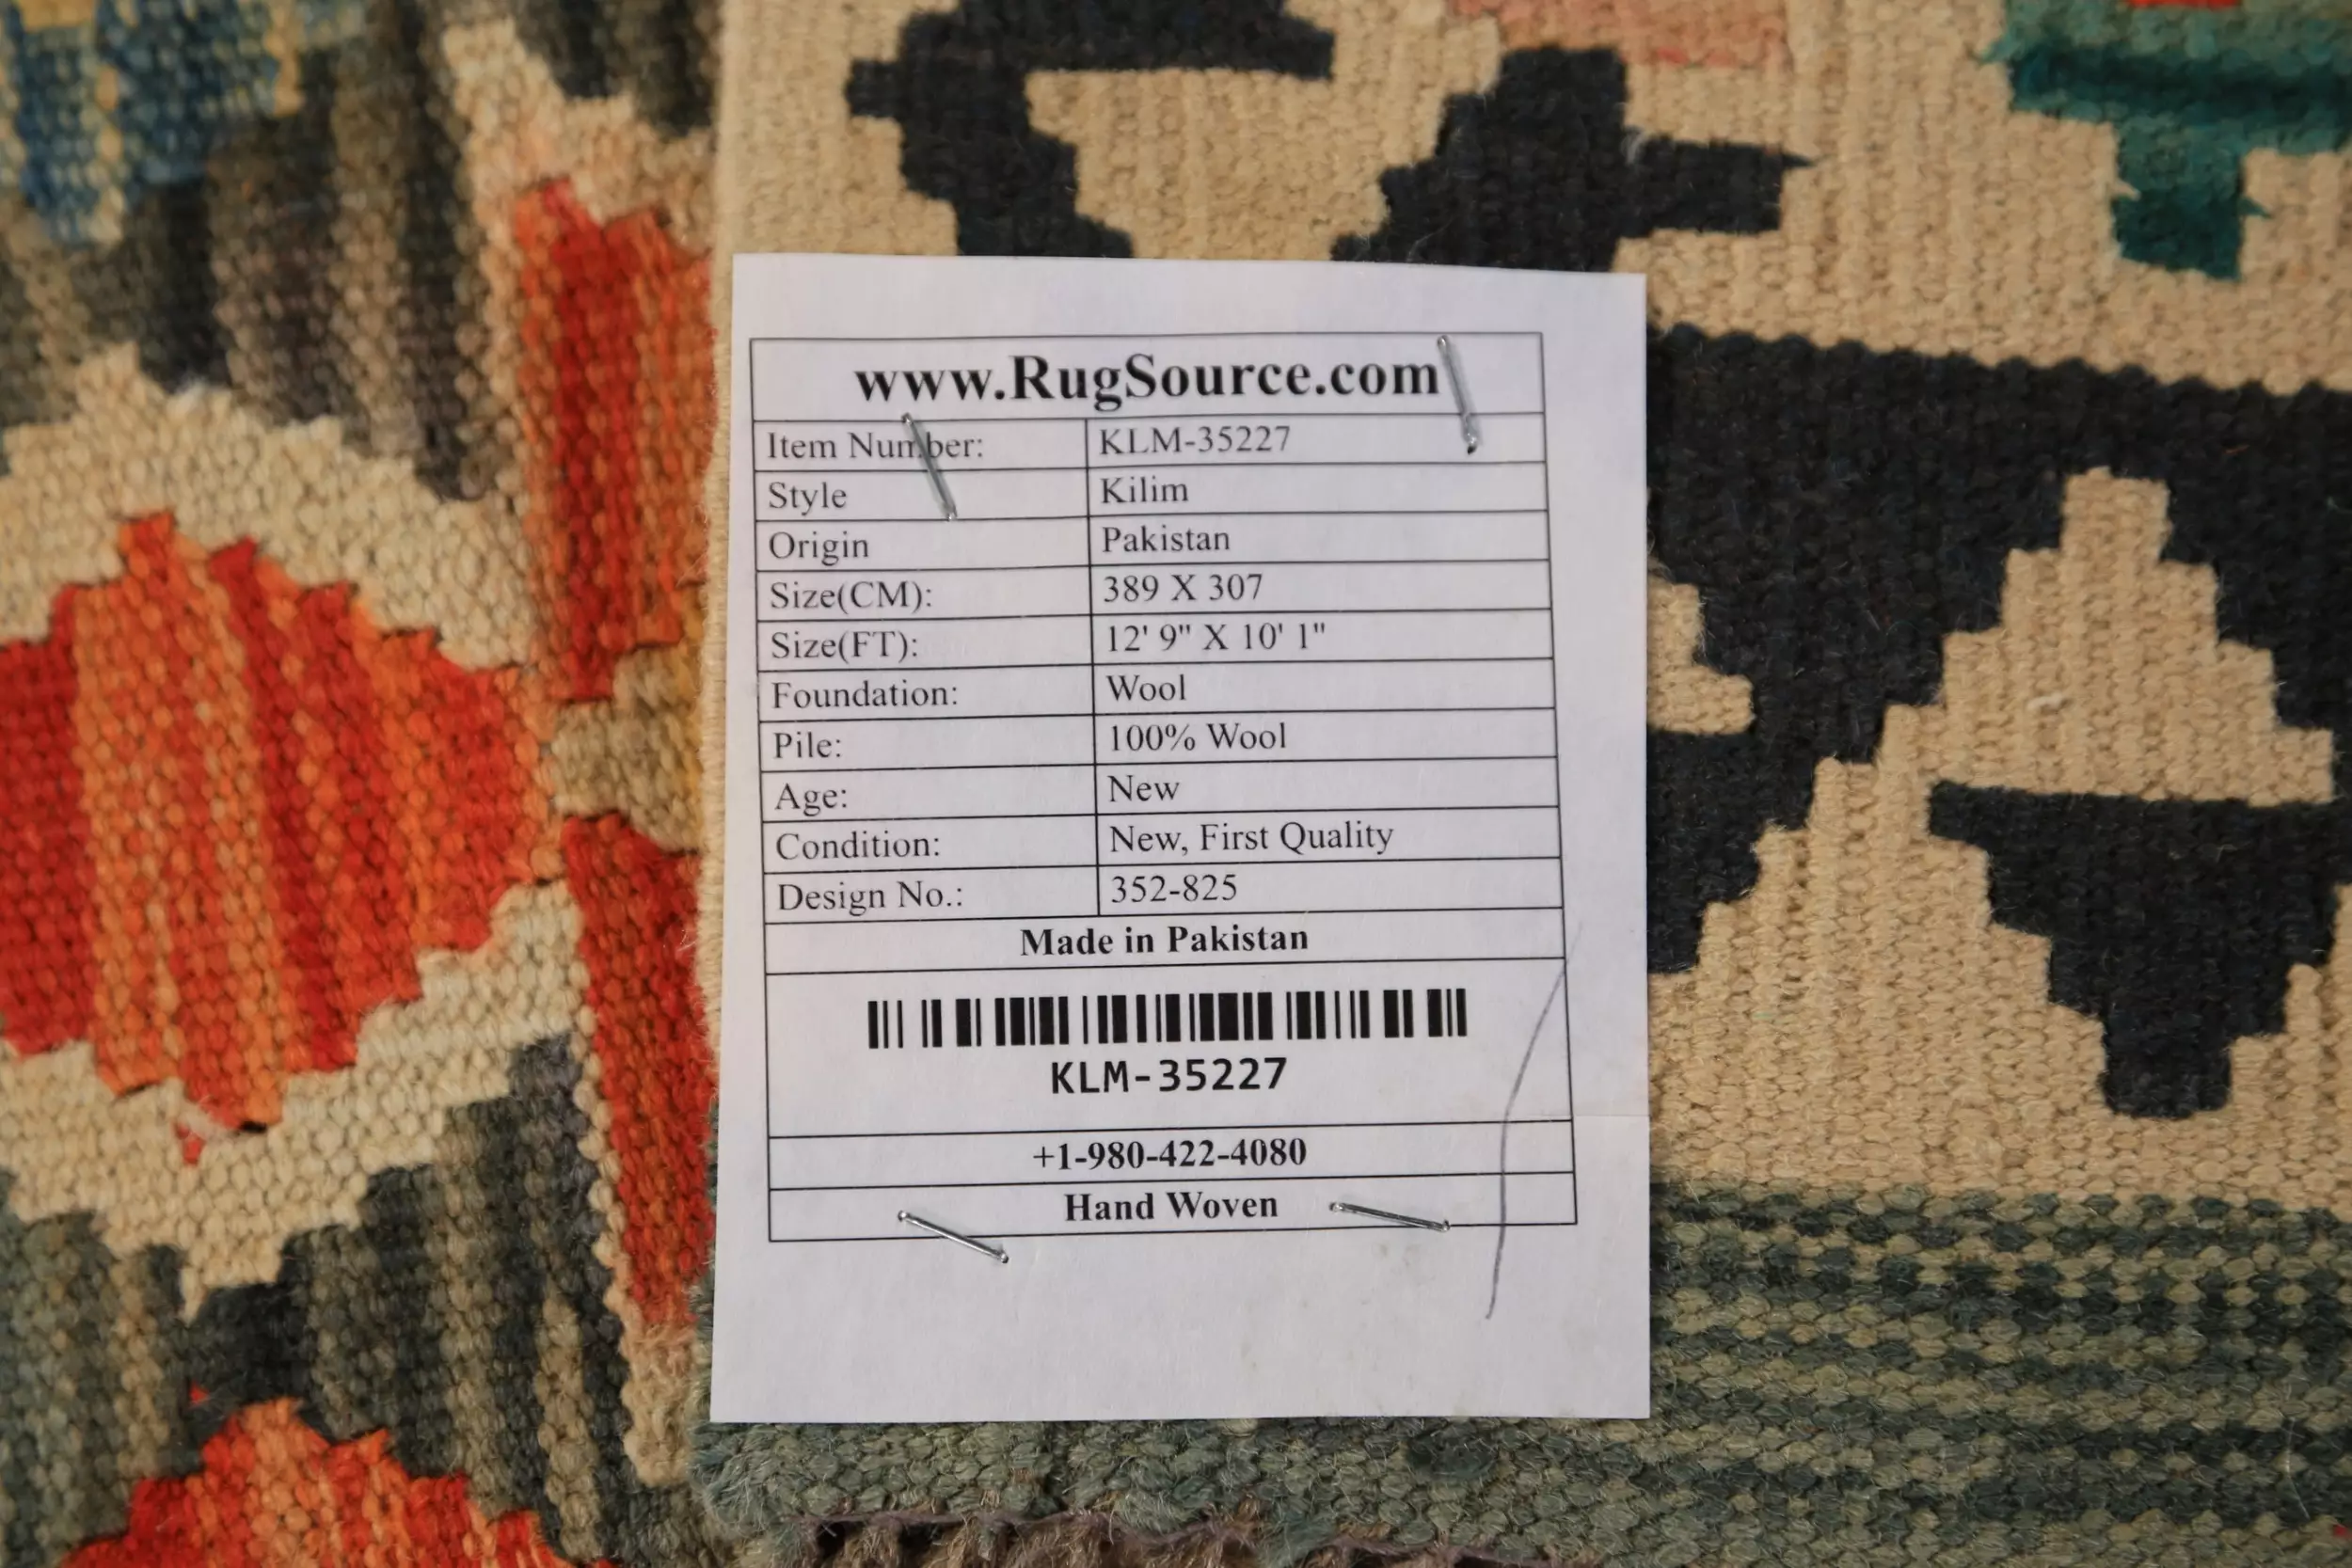 www.RugSource.com
Item Number: KLM-35227
Style Kilim
Origin Pakistan
Size(CM): 389 X 307
Size(FT): 12' 9" X 10' 1"
Foundation: Wool
Pile: 100% Wool
Age: New
Condition: New, First Quality
Design No.: 352-825
Made in Pakistan
KLM-35227
+1-980-422-4080
Hand Woven